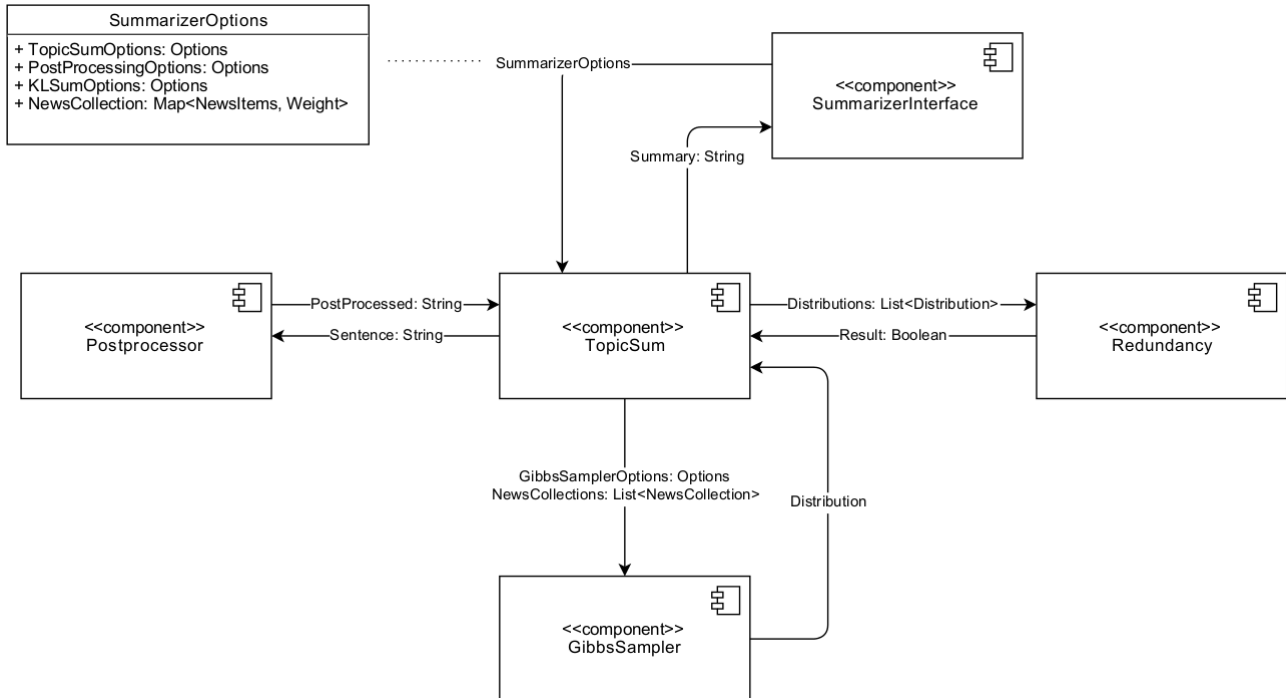 SummarizerOptions
+ TopicSumOptions: Options
+ PostProcessingOptions: Options
+ KLSumOptions: Options
+ NewsCollection: Map<NewsItems, Weight>
SummarizerOptions
<<component>>
SummarizerInterface
Summary: String
<<component>>
Postprocessor
PostProcessed: String
Sentence: String
<<component>>
TopicSum
Distributions: List<Distribution>
Result: Boolean
<<component>>
Redundancy
GibbsSamplerOptions: Options
NewsCollections: List<NewsCollection>
Distribution
<<component>>
GibbsSampler